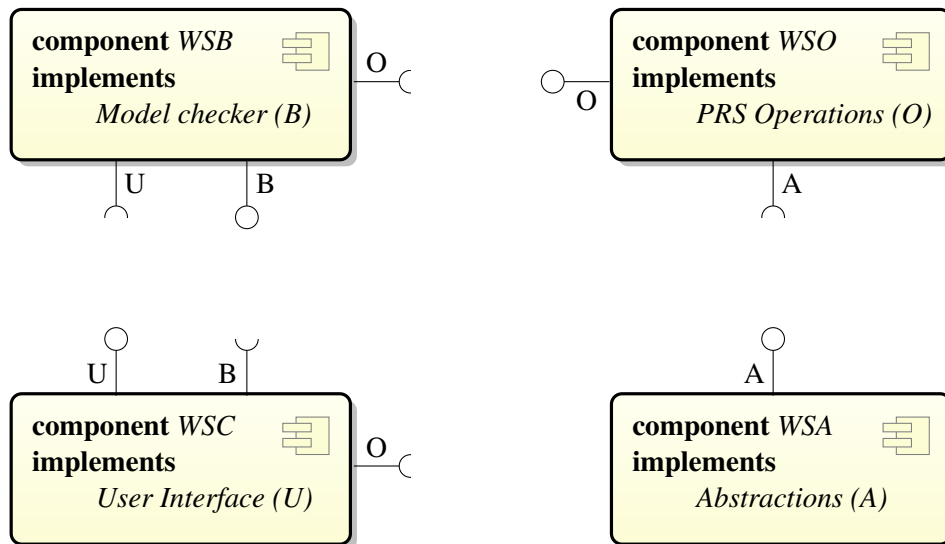 component WSB
implements
Model checker (B)
O
U
B
component WSO
implements
PRS Operations (O)
O
A
U
B
component WSC
implements
User Interface (U)
O
A
component WSA
implements
Abstractions (A)